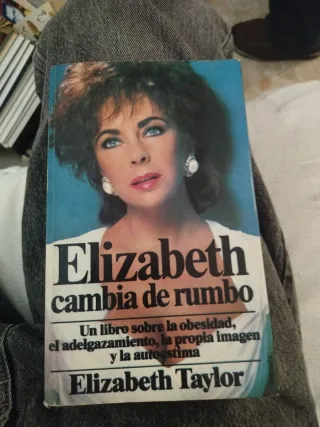 Elizabeth
cambia de rumbo
Un libro sobre la obesidad,
el adelgazamiento, la propia imagen
y la autoestima
Elizabeth Taylor